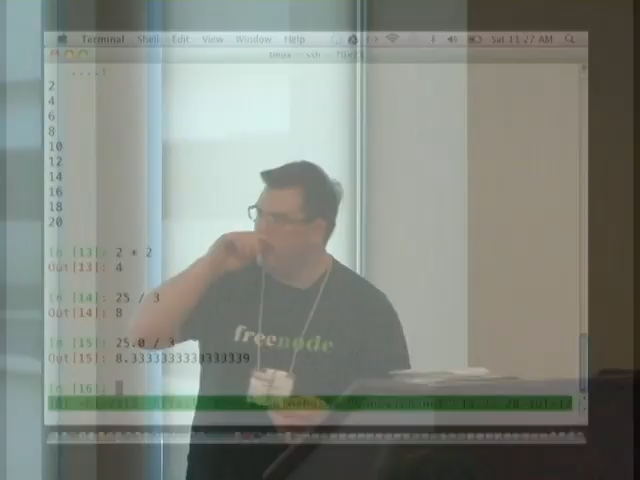 Terminal Shell Edit View Window Help Sat 11:27 AM
....:
2
4
6
8
10
12
14
16
18
20
In [13]: 2 * 2
Out[13]: 4
In [14]: 25 / 3
Out[14]: 8
In [15]: 25.0 / 3
Out[15]: 8.3333333333333339
In [16]:
freenode